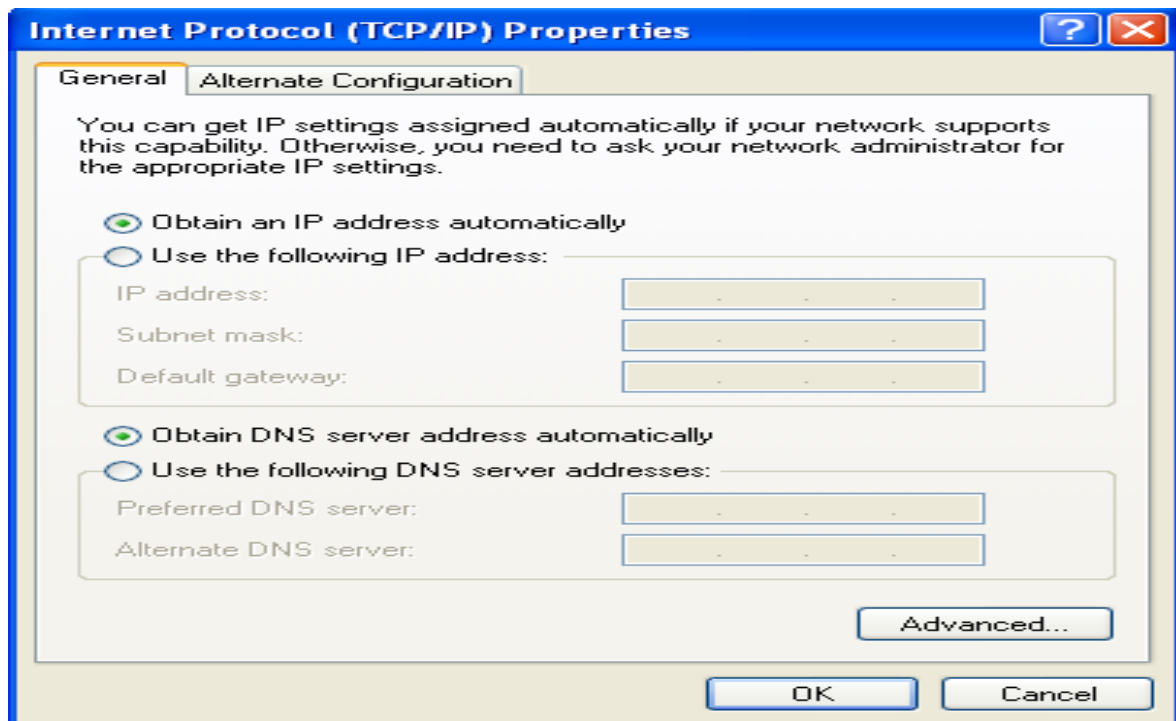 Internet Protocol (TCP/IP) Properties
General
Alternate Configuration
You can get IP settings assigned automatically if your network supports
this capability. Otherwise, you need to ask your network administrator for
the appropriate IP settings.
Obtain an IP address automatically
Use the following IP address:
IP address:
Subnet mask:
Default gateway:
Obtain DNS server address automatically
Use the following DNS server addresses:
Preferred DNS server:
Alternate DNS server:
Advanced...
OK
Cancel